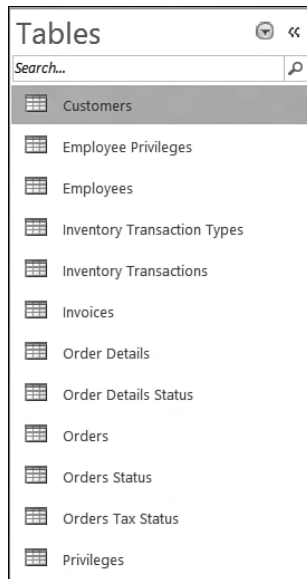 Tables
Search...
Customers
Employee Privileges
Employees
Inventory Transaction Types
Inventory Transactions
Invoices
Order Details
Order Details Status
Orders
Orders Status
Orders Tax Status
Privileges